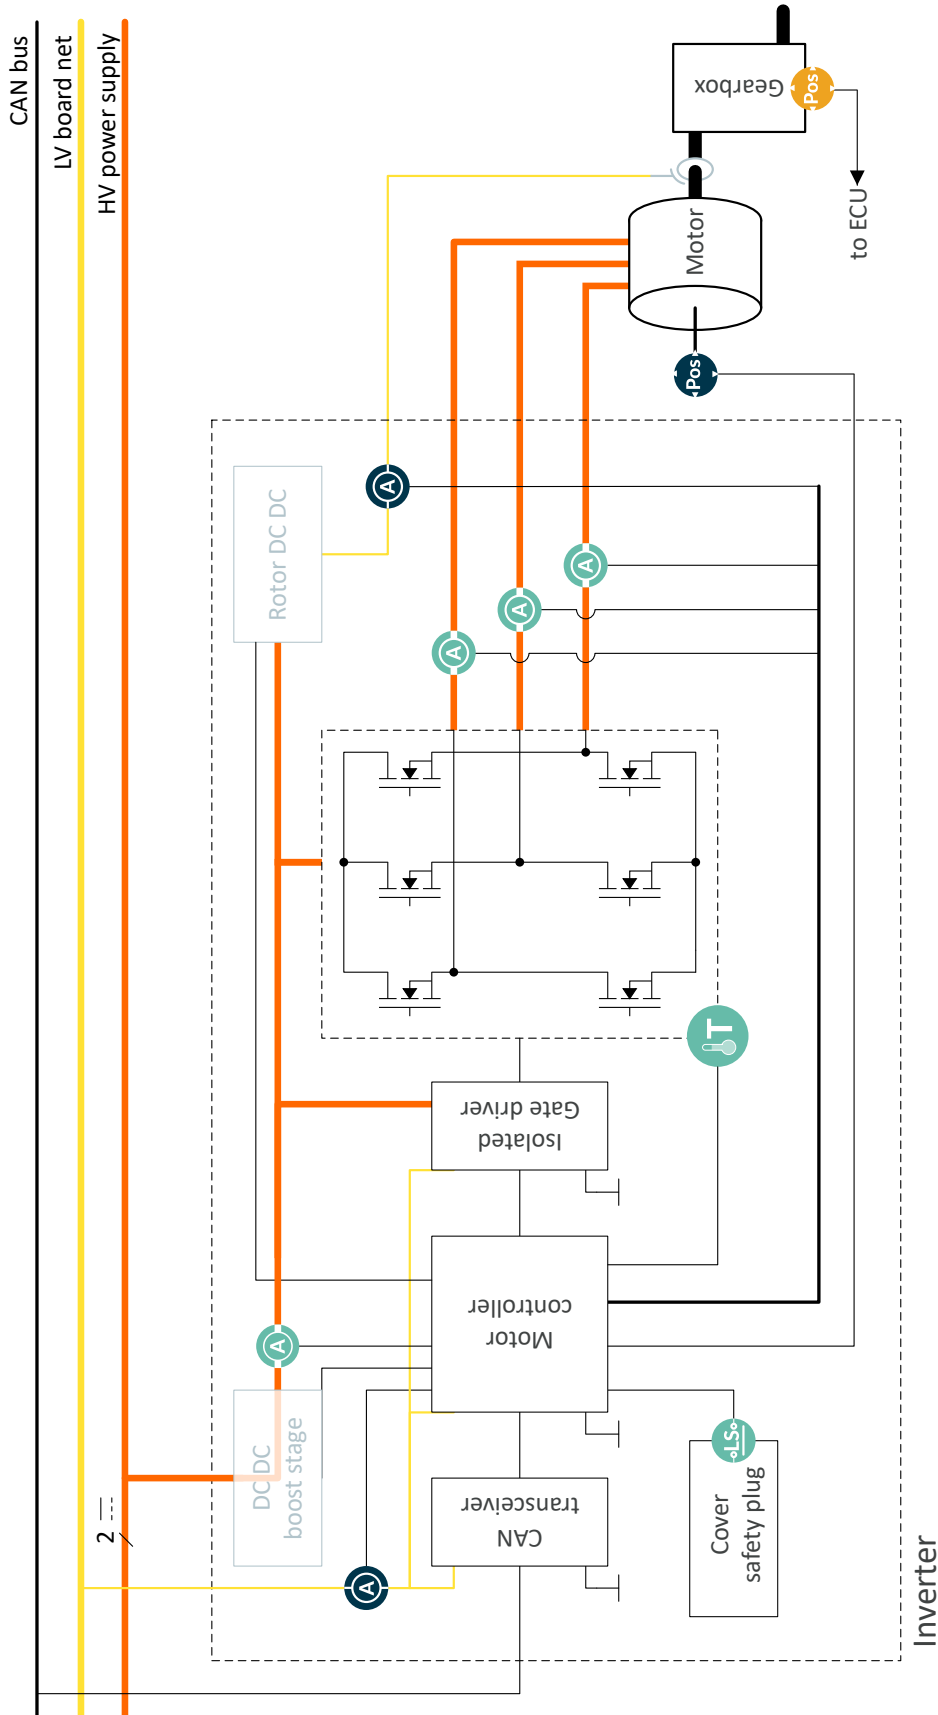 CAN bus
LV board net
HV power supply
2
Gearbox
Pos
to ECU
Motor
Pos
Rotor DC DC
A
A
A
A
T
Isolated
Gate driver
Motor
controller
A
DC DC
boost stage
CAN
transceiver
A
LS
Cover
safety plug
Inverter